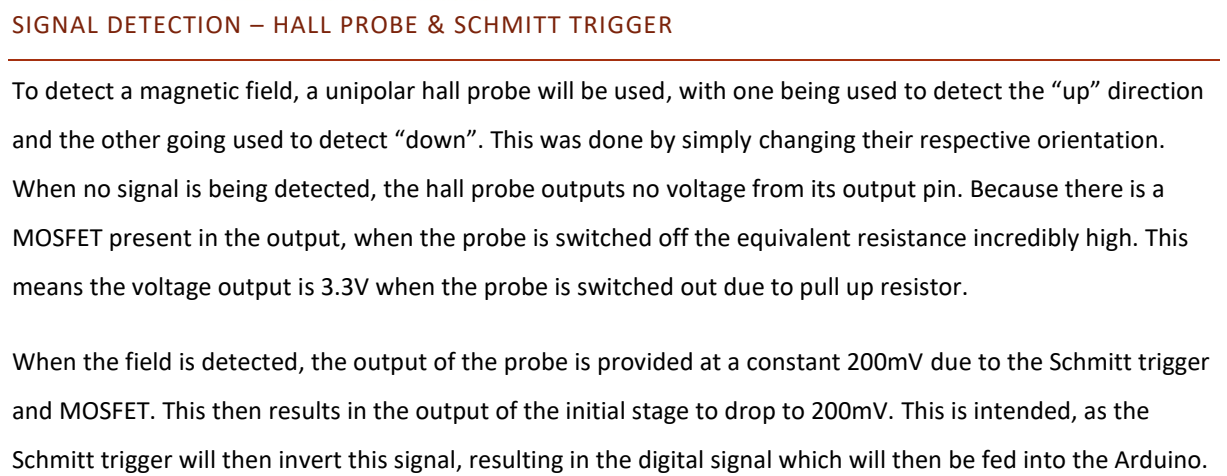 SIGNAL DETECTION – HALL PROBE & SCHMITT TRIGGER
To detect a magnetic field, a unipolar hall probe will be used, with one being used to detect the “up” direction
and the other going used to detect “down”. This was done by simply changing their respective orientation.
When no signal is being detected, the hall probe outputs no voltage from its output pin. Because there is a
MOSFET present in the output, when the probe is switched off the equivalent resistance incredibly high. This
means the voltage output is 3.3V when the probe is switched out due to pull up resistor.
When the field is detected, the output of the probe is provided at a constant 200mV due to the Schmitt trigger
and MOSFET. This then results in the output of the initial stage to drop to 200mV. This is intended, as the
Schmitt trigger will then invert this signal, resulting in the digital signal which will then be fed into the Arduino.